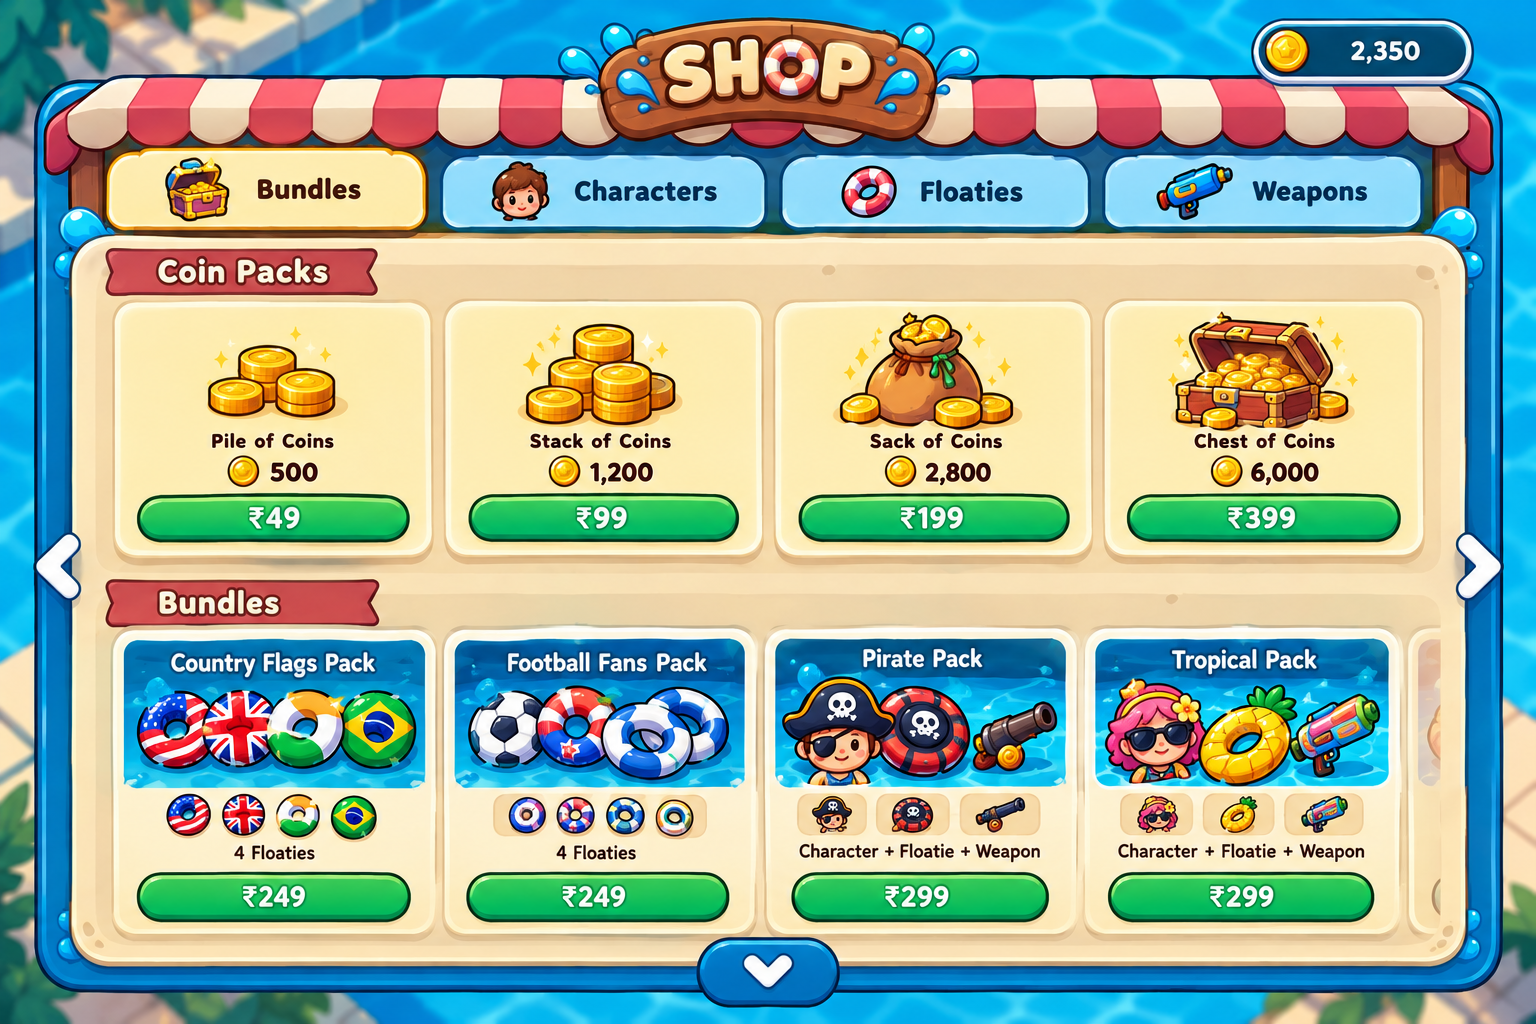 SHOP
2,350
Bundles
Characters
Floaties
Weapons
Coin Packs
Pile of Coins
500
₹49
Stack of Coins
1,200
₹99
Sack of Coins
2,800
₹199
Chest of Coins
6,000
₹399
Bundles
Country Flags Pack
4 Floaties
₹249
Football Fans Pack
4 Floaties
₹249
Pirate Pack
Character + Floatie + Weapon
₹299
Tropical Pack
Character + Floatie + Weapon
₹299